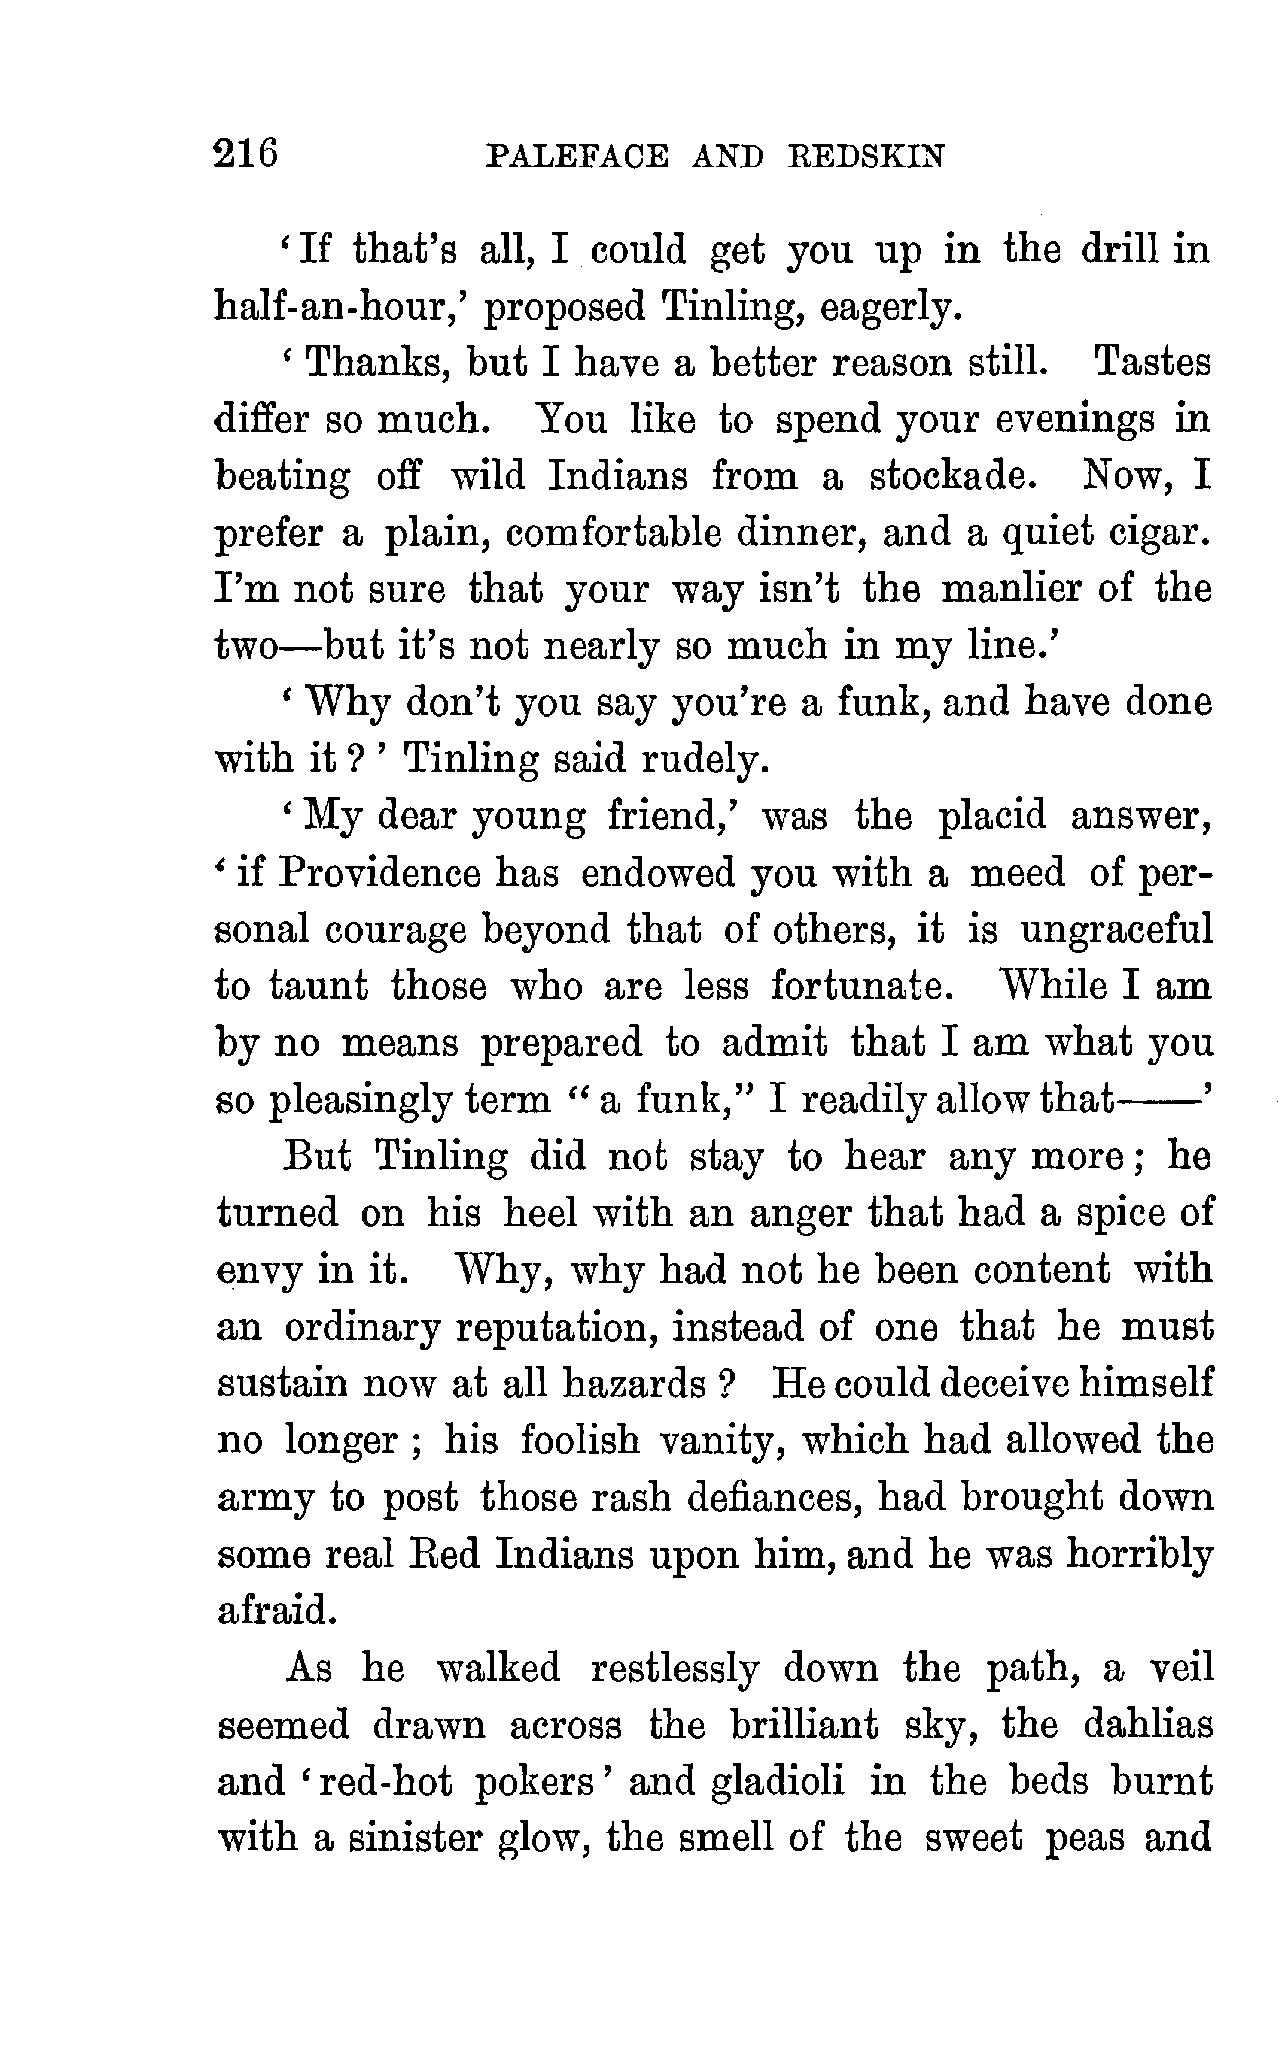 216 PALEFACE AND REDSKIN
‘If that’s all, I could get you up in the drill in
half-an-hour,’ proposed Tinling, eagerly.
‘Thanks, but I have a better reason still. Tastes
differ so much. You like to spend your evenings in
beating off wild Indians from a stockade. Now, I
prefer a plain, comfortable dinner, and a quiet cigar.
I’m not sure that your way isn’t the manlier of the
two—but it’s not nearly so much in my line.’
‘Why don’t you say you’re a funk, and have done
with it?’ Tinling said rudely.
‘My dear young friend,’ was the placid answer,
‘if Providence has endowed you with a meed of per-
sonal courage beyond that of others, it is ungraceful
to taunt those who are less fortunate. While I am
by no means prepared to admit that I am what you
so pleasingly term “a funk,” I readily allow that——’
But Tinling did not stay to hear any more; he
turned on his heel with an anger that had a spice of
envy in it. Why, why had not he been content with
an ordinary reputation, instead of one that he must
sustain now at all hazards? He could deceive himself
no longer; his foolish vanity, which had allowed the
army to post those rash defiances, had brought down
some real Red Indians upon him, and he was horribly
afraid.
As he walked restlessly down the path, a veil
seemed drawn across the brilliant sky, the dahlias
and ‘red-hot pokers’ and gladioli in the beds burnt
with a sinister glow, the smell of the sweet peas and